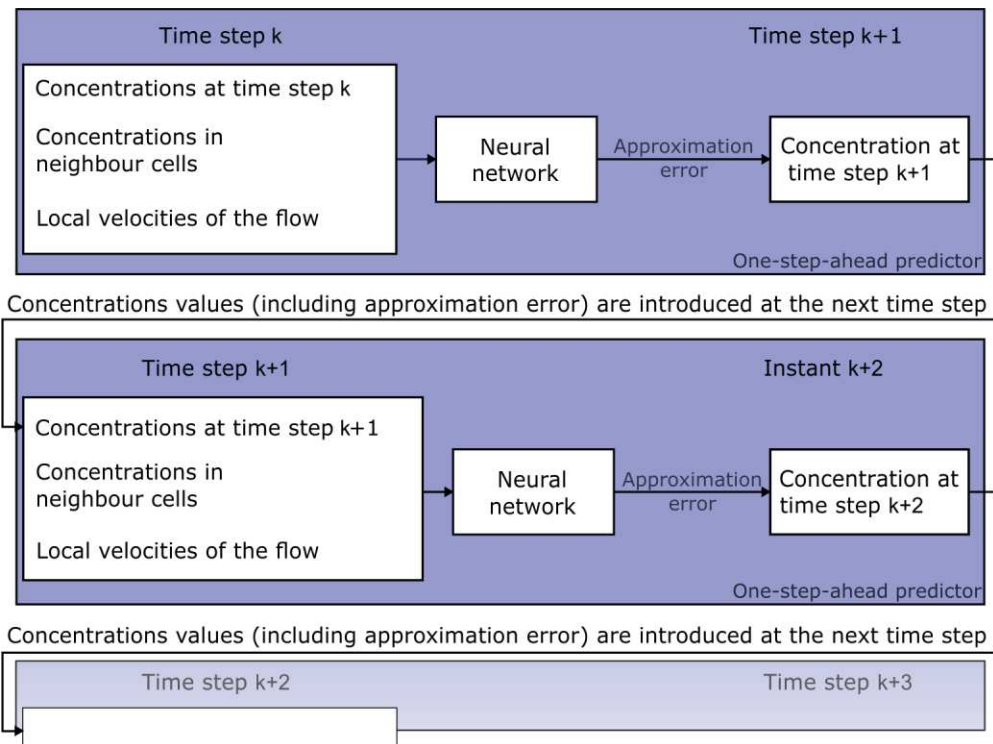 Time step k
Time step k+1
Concentrations at time step k
Concentrations in
neighbour cells
Local velocities of the flow
Neural
network
Approximation
error
Concentration at
time step k+1
One-step-ahead predictor
Concentrations values (including approximation error) are introduced at the next time step
Time step k+1
Instant k+2
Concentrations at time step k+1
Concentrations in
neighbour cells
Local velocities of the flow
Neural
network
Approximation
error
Concentration at
time step k+2
One-step-ahead predictor
Concentrations values (including approximation error) are introduced at the next time step
Time step k+2
Time step k+3